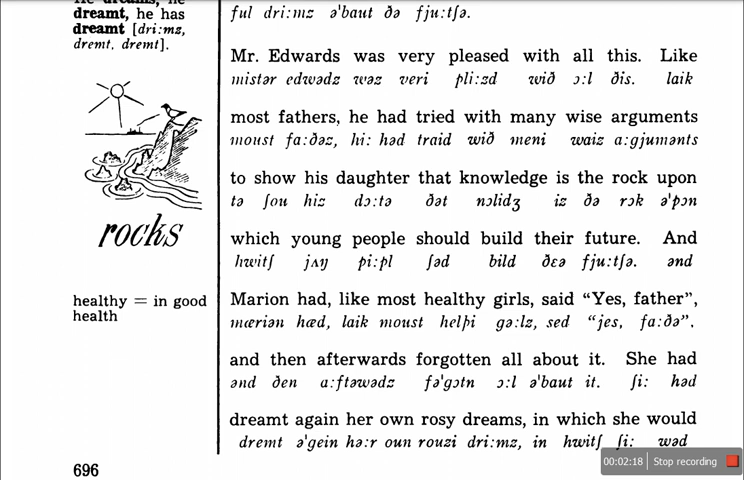 dreamt, he has
dreamt [dri:mz,
dremt, dremt].
rocks
healthy = in good
health
ful dri:mz ə'baut ðə fju:tʃə.
Mr. Edwards was very pleased with all this. Like
mistər edwədz wəz veri pli:zd wið ɔ:l ðis. laik
most fathers, he had tried with many wise arguments
moust fa:ðəz, hi: həd traid wið meni waiz a:gjumənts
to show his daughter that knowledge is the rock upon
tə ʃou hiz dɔ:tə ðət nɔlidʒ iz ðə rɔk ə'pɔn
which young people should build their future. And
hwitʃ jʌŋ pi:pl ʃəd bild ðɛə fju:tʃə. ənd
Marion had, like most healthy girls, said “Yes, father”,
mæriən hæd, laik moust helþi gə:lz, sed “jes, fa:ðə”,
and then afterwards forgotten all about it. She had
ənd ðen a:ftəwədz fə'gɔtn ɔ:l ə'baut it. ʃi: həd
dreamt again her own rosy dreams, in which she would
dremt ə'gein hə:r oun rouzi dri:mz, in hwitʃ ʃi: wəd
696
00:02:18 Stop recording